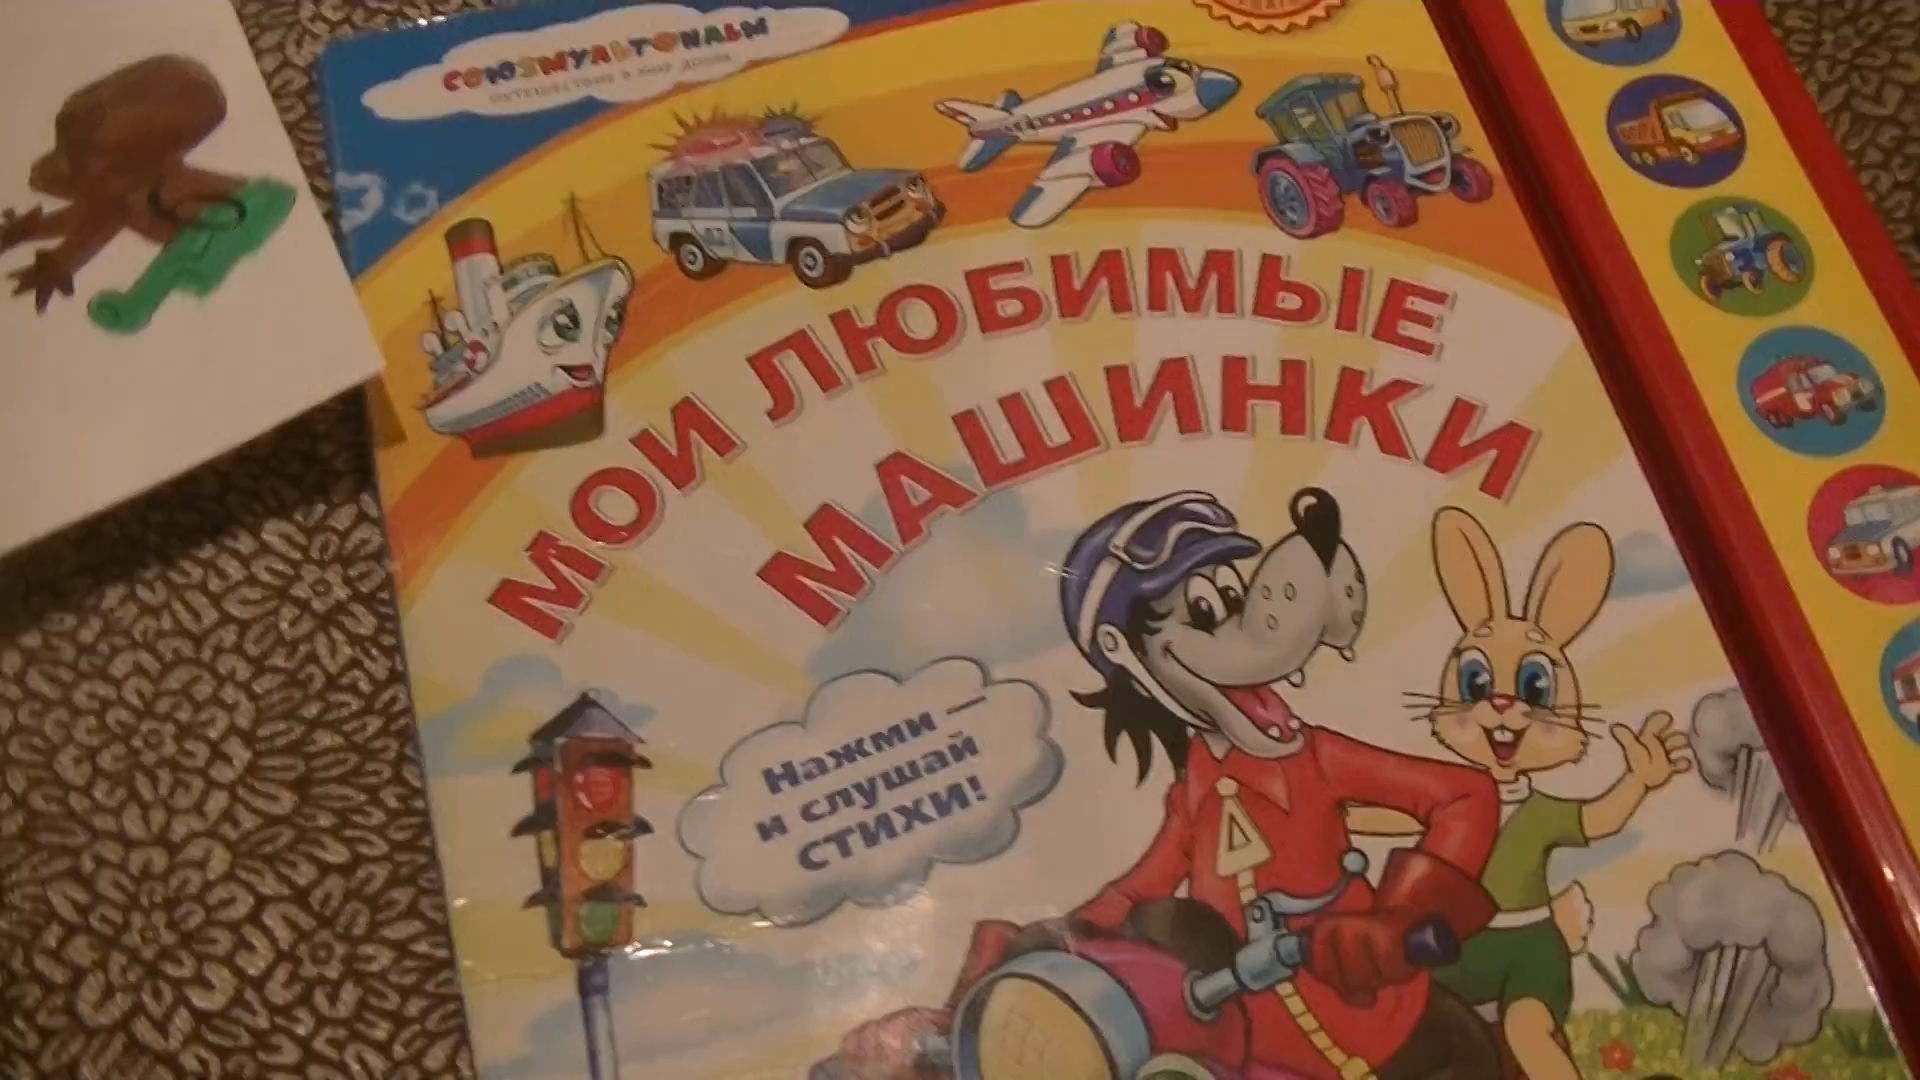 СОЮЗМУЛЬТФИЛЬМ
МОИ ЛЮБИМЫЕ
МАШИНКИ
Нажми —
и слушай
СТИХИ!